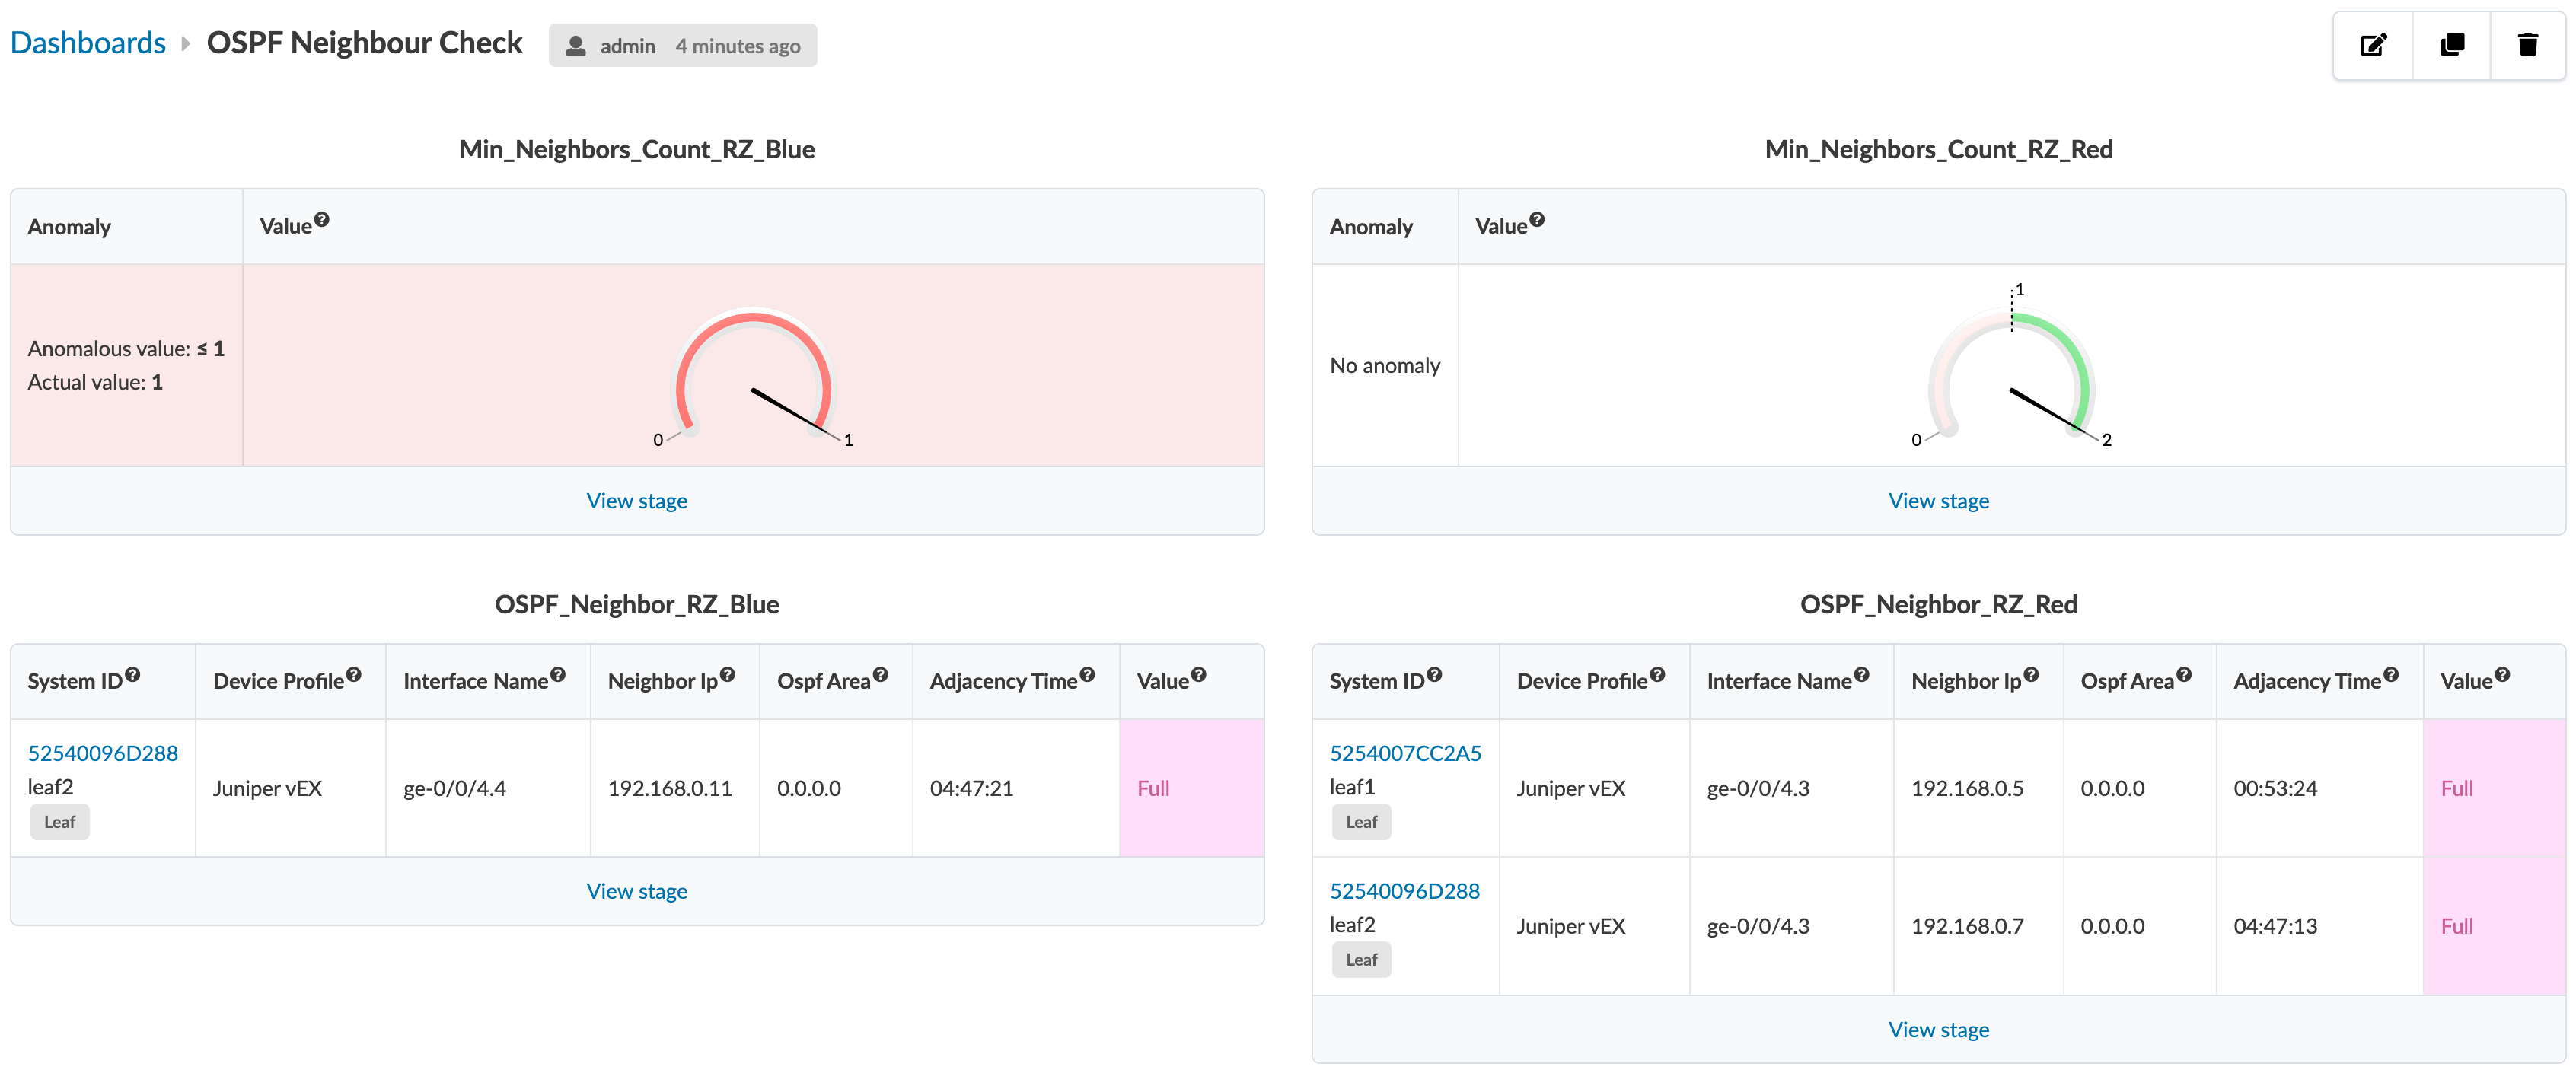 Dashboards OSPF Neighbour Check admin 4 minutes ago
Min_Neighbors_Count_RZ_Blue
Anomaly Value
Anomalous value: ≤ 1
Actual value: 1
0 1
View stage
Min_Neighbors_Count_RZ_Red
Anomaly Value
1
No anomaly
0 2
View stage
OSPF_Neighbor_RZ_Blue
System ID Device Profile Interface Name Neighbor Ip Ospf Area Adjacency Time Value
52540096D288
leaf2 Juniper vEX ge-0/0/4.4 192.168.0.11 0.0.0.0 04:47:21 Full
Leaf
View stage
OSPF_Neighbor_RZ_Red
System ID Device Profile Interface Name Neighbor Ip Ospf Area Adjacency Time Value
5254007CC2A5
leaf1 Juniper vEX ge-0/0/4.3 192.168.0.5 0.0.0.0 00:53:24 Full
Leaf
52540096D288
leaf2 Juniper vEX ge-0/0/4.3 192.168.0.7 0.0.0.0 04:47:13 Full
Leaf
View stage